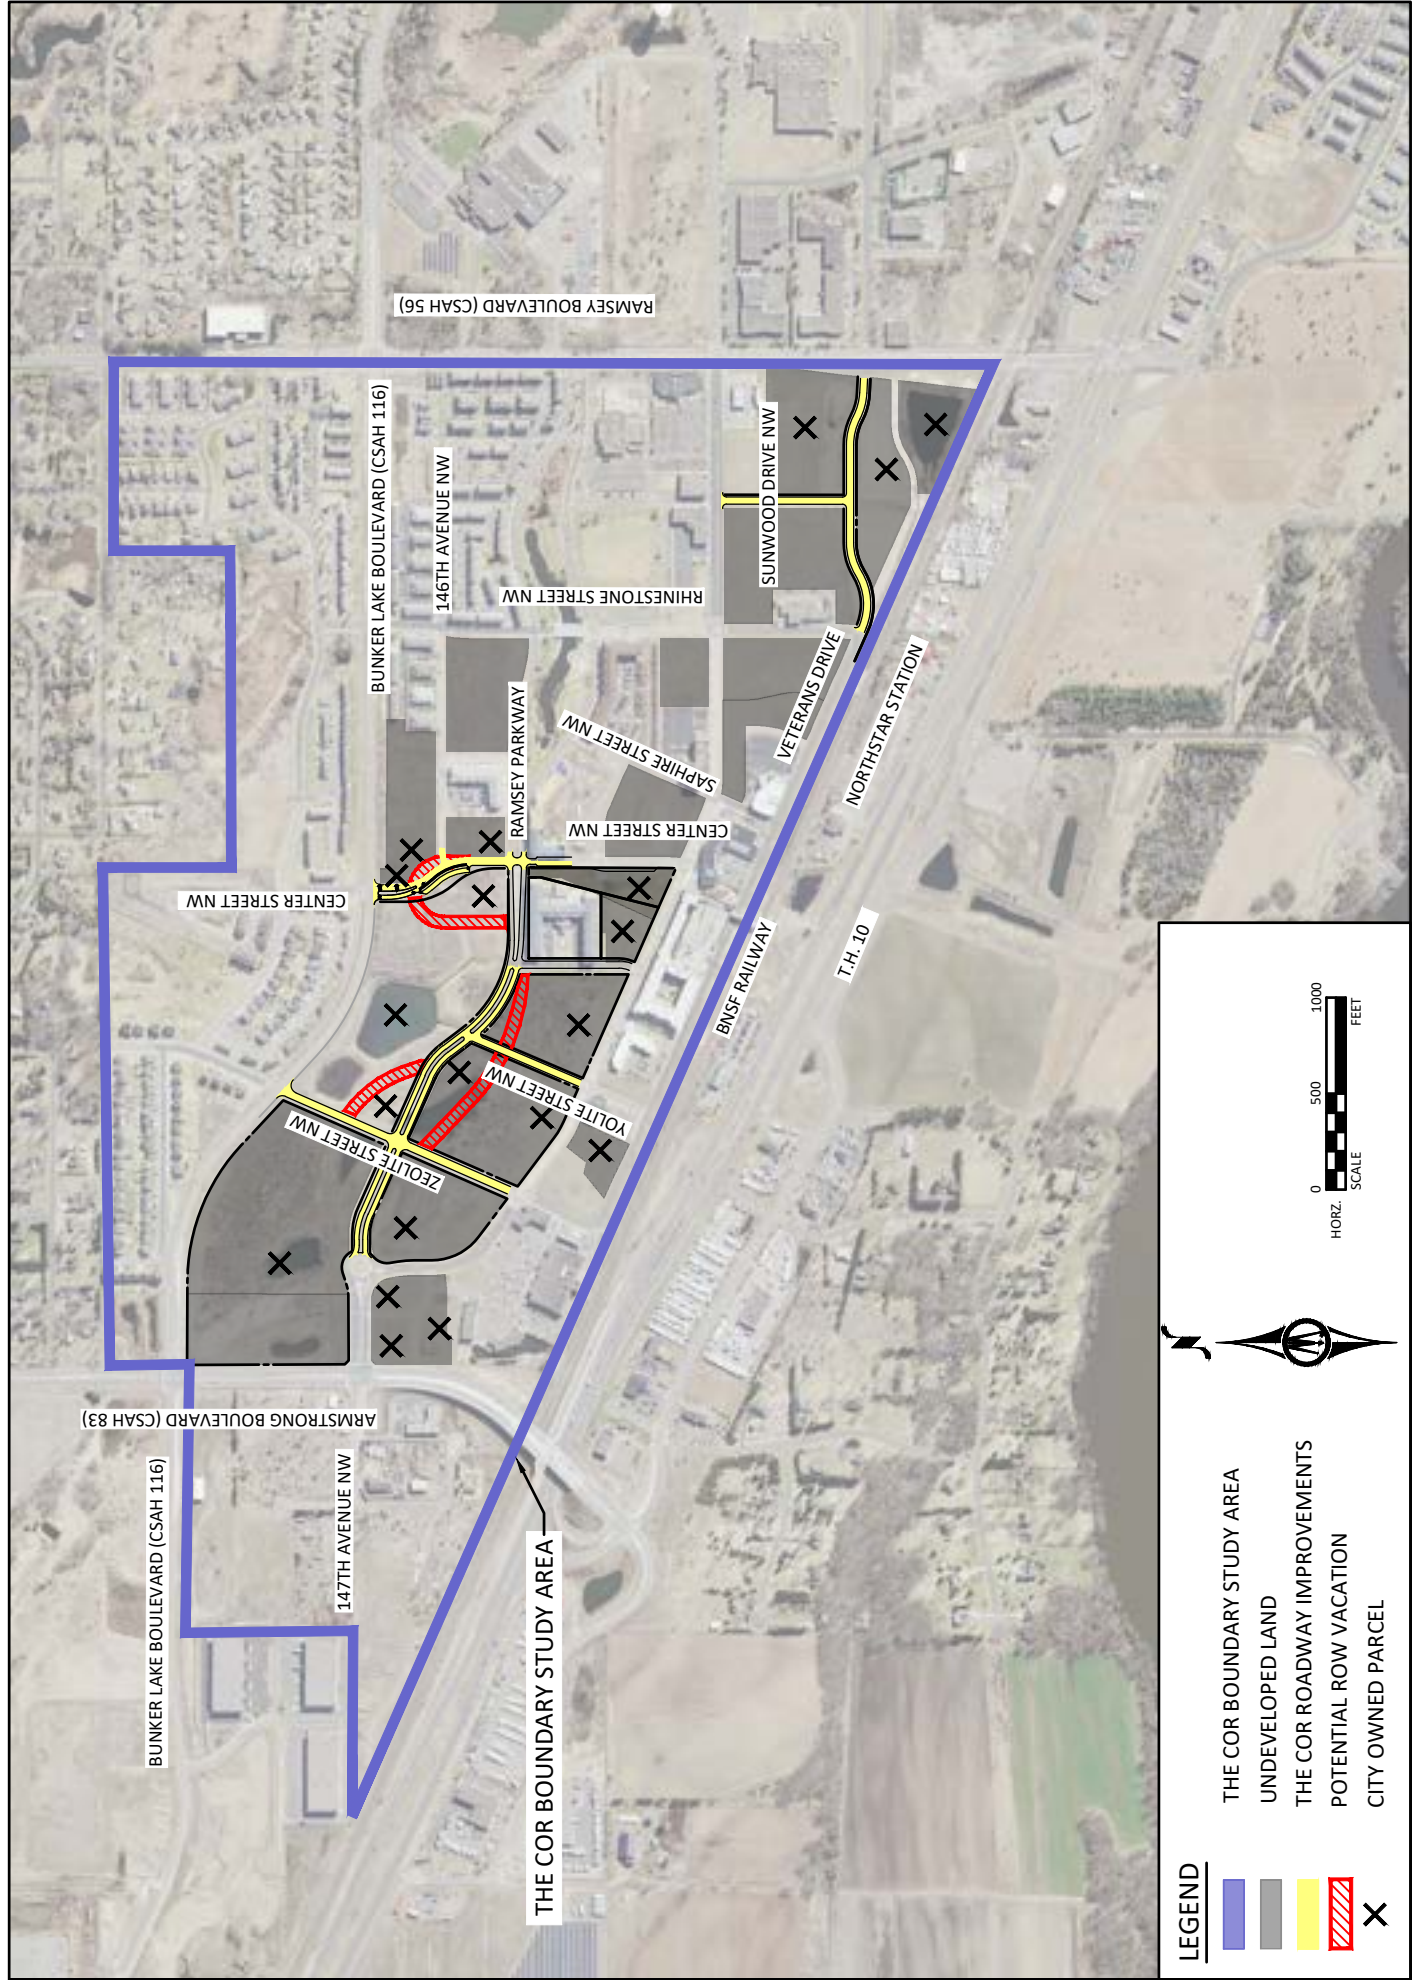 BUNKER LAKE BOULEVARD (CSAH 116)
147TH AVENUE NW
ARMSTRONG BOULEVARD (CSAH 83)
THE COR BOUNDARY STUDY AREA
ZEOLITE STREET NW
YOLITE STREET NW
CENTER STREET NW
BUNKER LAKE BOULEVARD (CSAH 116)
146TH AVENUE NW
RAMSEY PARKWAY
CENTER STREET NW
SAPHIRE STREET NW
RHINESTONE STREET NW
SUNWOOD DRIVE NW
RAMSEY BOULEVARD (CSAH 56)
VETERANS DRIVE
NORTHSTAR STATION
BNSF RAILWAY
T.H. 10
LEGEND
THE COR BOUNDARY STUDY AREA
UNDEVELOPED LAND
THE COR ROADWAY IMPROVEMENTS
POTENTIAL ROW VACATION
CITY OWNED PARCEL
N
0 500 1000
HORZ.
SCALE FEET